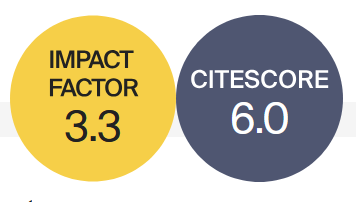 IMPACT
FACTOR
3.3
CITESCORE
6.0